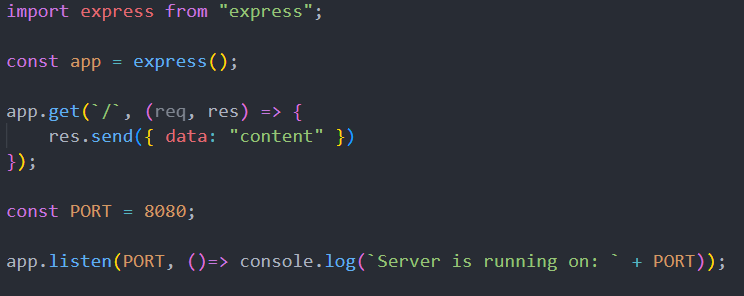 import express from "express";
const app = express();
app.get(`/`, (req, res) => {
res.send({ data: "content" })
});
const PORT = 8080;
app.listen(PORT, ()=> console.log(`Server is running on: ` + PORT));